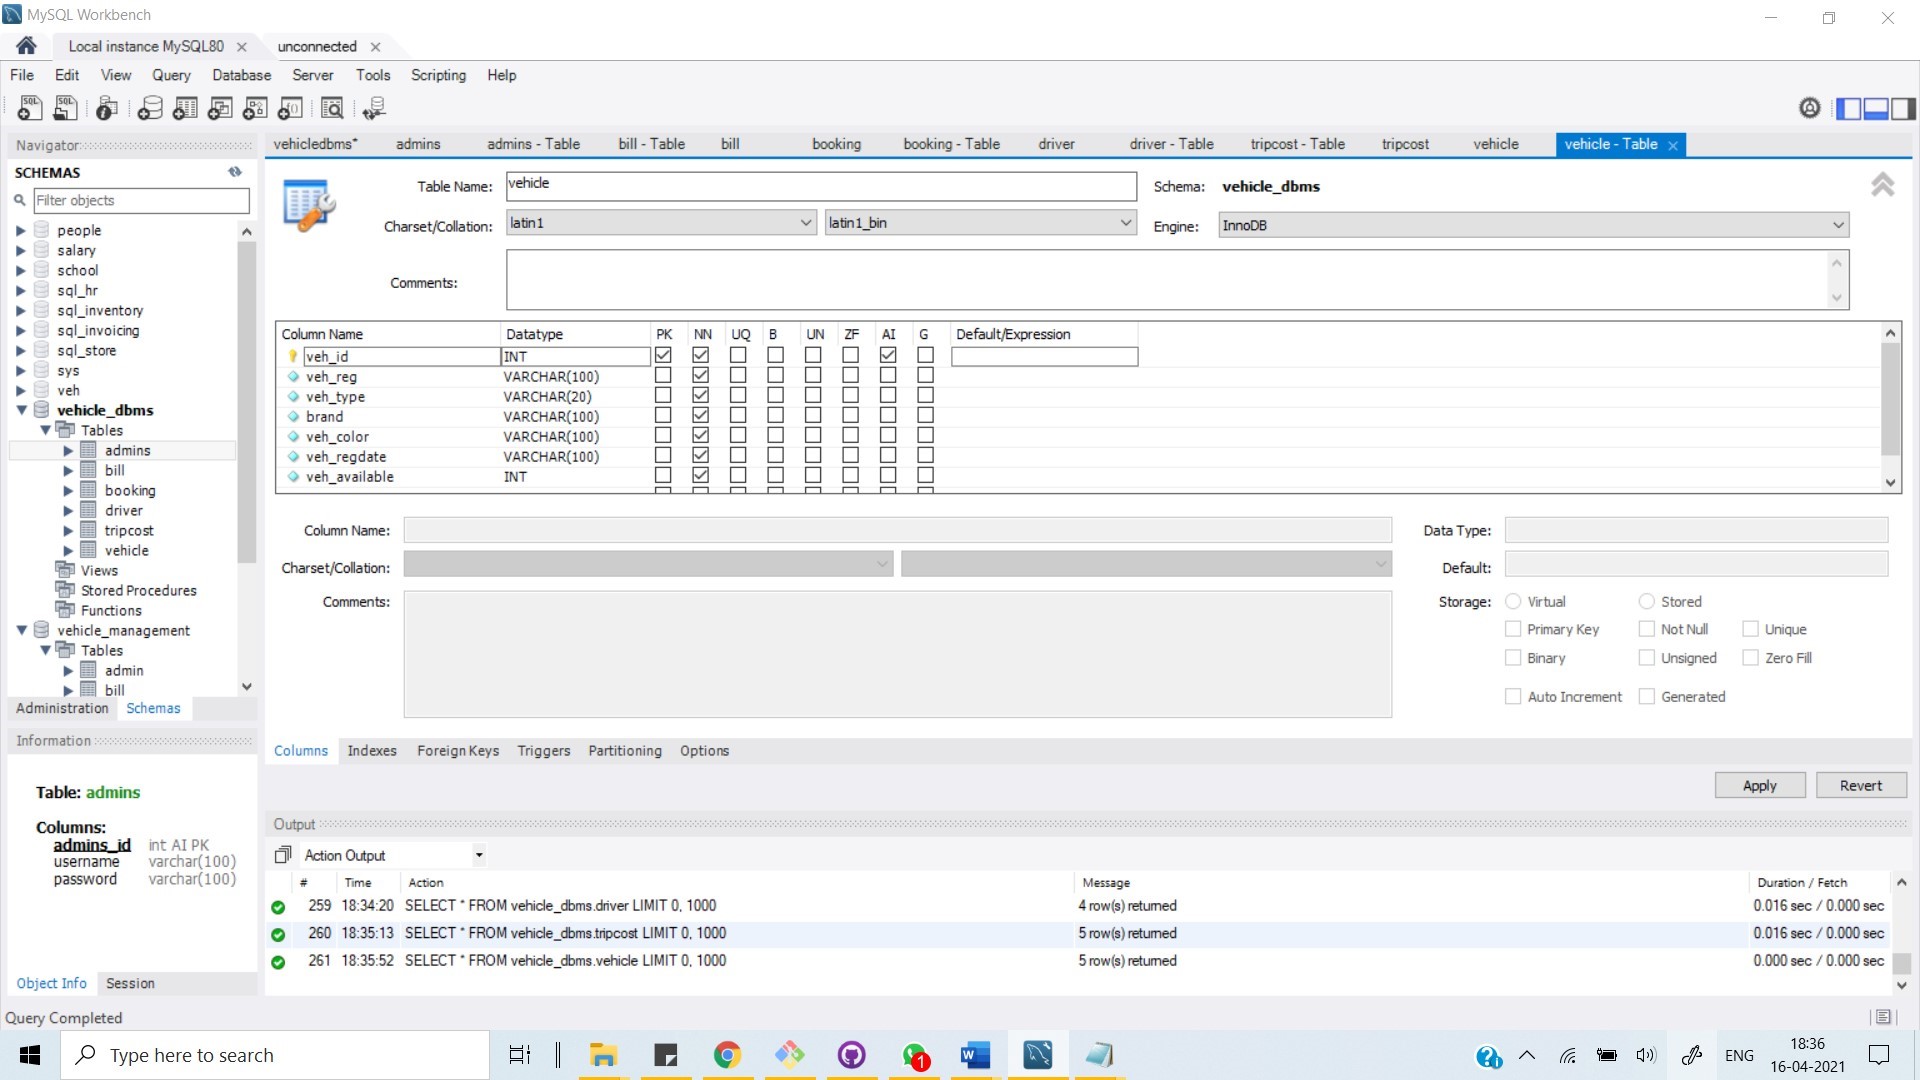 MySQL Workbench
Local instance MySQL80
unconnected
File Edit View Query Database Server Tools Scripting Help
Navigator
SCHEMAS
Filter objects
people
salary
school
sql_hr
sql_inventory
sql_invoicing
sql_store
sys
veh
vehicle_dbms
Tables
admins
bill
booking
driver
tripcost
vehicle
Views
Stored Procedures
Functions
vehicle_management
Tables
admin
bill
Administration Schemas
Information
Table: admins
Columns:
admins_id int AI PK
username varchar(100)
password varchar(100)
Object Info Session
vehicledbms* admins admins - Table bill - Table bill booking booking - Table driver driver - Table tripcost - Table tripcost vehicle vehicle - Table
Table Name: vehicle Schema: vehicle_dbms
Charset/Collation: latin1 latin1_bin Engine: InnoDB
Comments:
Column Name Datatype PK NN UQ B UN ZF AI G Default/Expression
veh_id INT
veh_reg VARCHAR(100)
veh_type VARCHAR(20)
brand VARCHAR(100)
veh_color VARCHAR(100)
veh_regdate VARCHAR(100)
veh_available INT
Column Name: Data Type:
Charset/Collation: Default:
Comments: Storage: Virtual Stored
Primary Key Not Null Unique
Binary Unsigned Zero Fill
Auto Increment Generated
Columns Indexes Foreign Keys Triggers Partitioning Options
Apply Revert
Output
Action Output
# Time Action Message Duration / Fetch
259 18:34:20 SELECT * FROM vehicle_dbms.driver LIMIT 0, 1000 4 row(s) returned 0.016 sec / 0.000 sec
260 18:35:13 SELECT * FROM vehicle_dbms.tripcost LIMIT 0, 1000 5 row(s) returned 0.016 sec / 0.000 sec
261 18:35:52 SELECT * FROM vehicle_dbms.vehicle LIMIT 0, 1000 5 row(s) returned 0.000 sec / 0.000 sec
Query Completed
Type here to search
1
ENG
18:36
16-04-2021